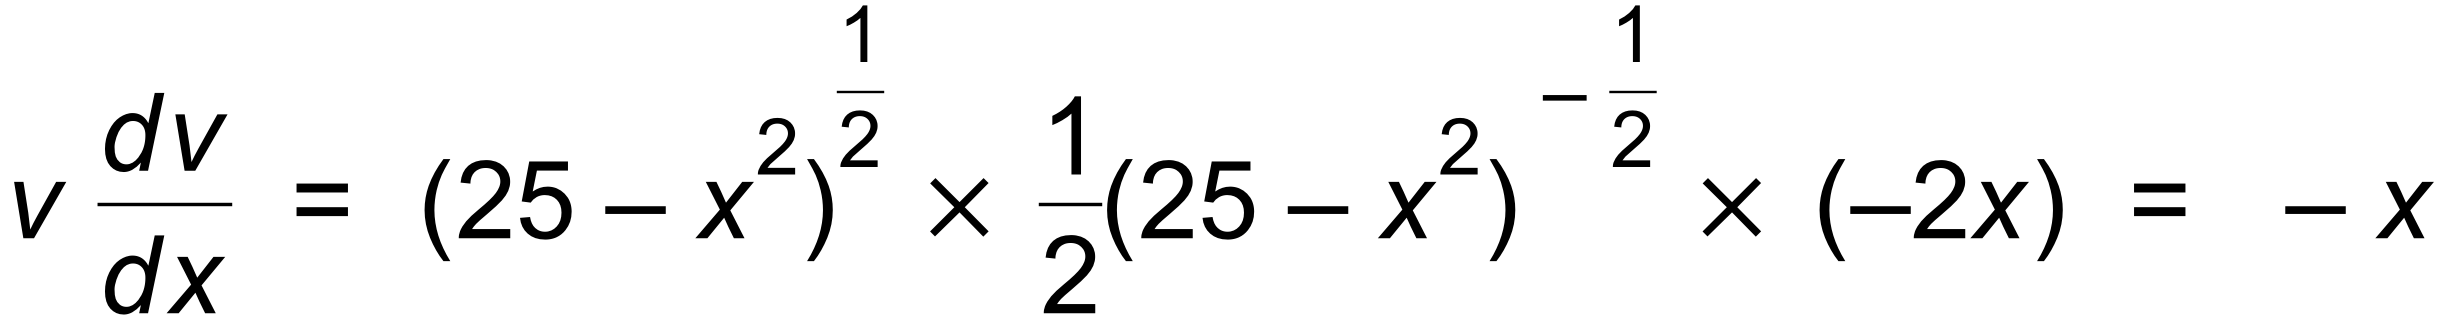 v dv/dx = (25 – x²)^(1/2) × 1/2(25 – x²)^(–1/2) × (–2x) = – x